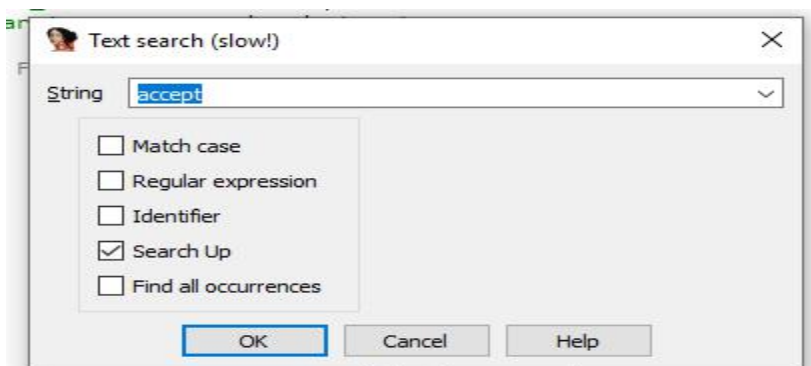 Text search (slow!)
String accept
Match case
Regular expression
Identifier
Search Up
Find all occurrences
OK Cancel Help